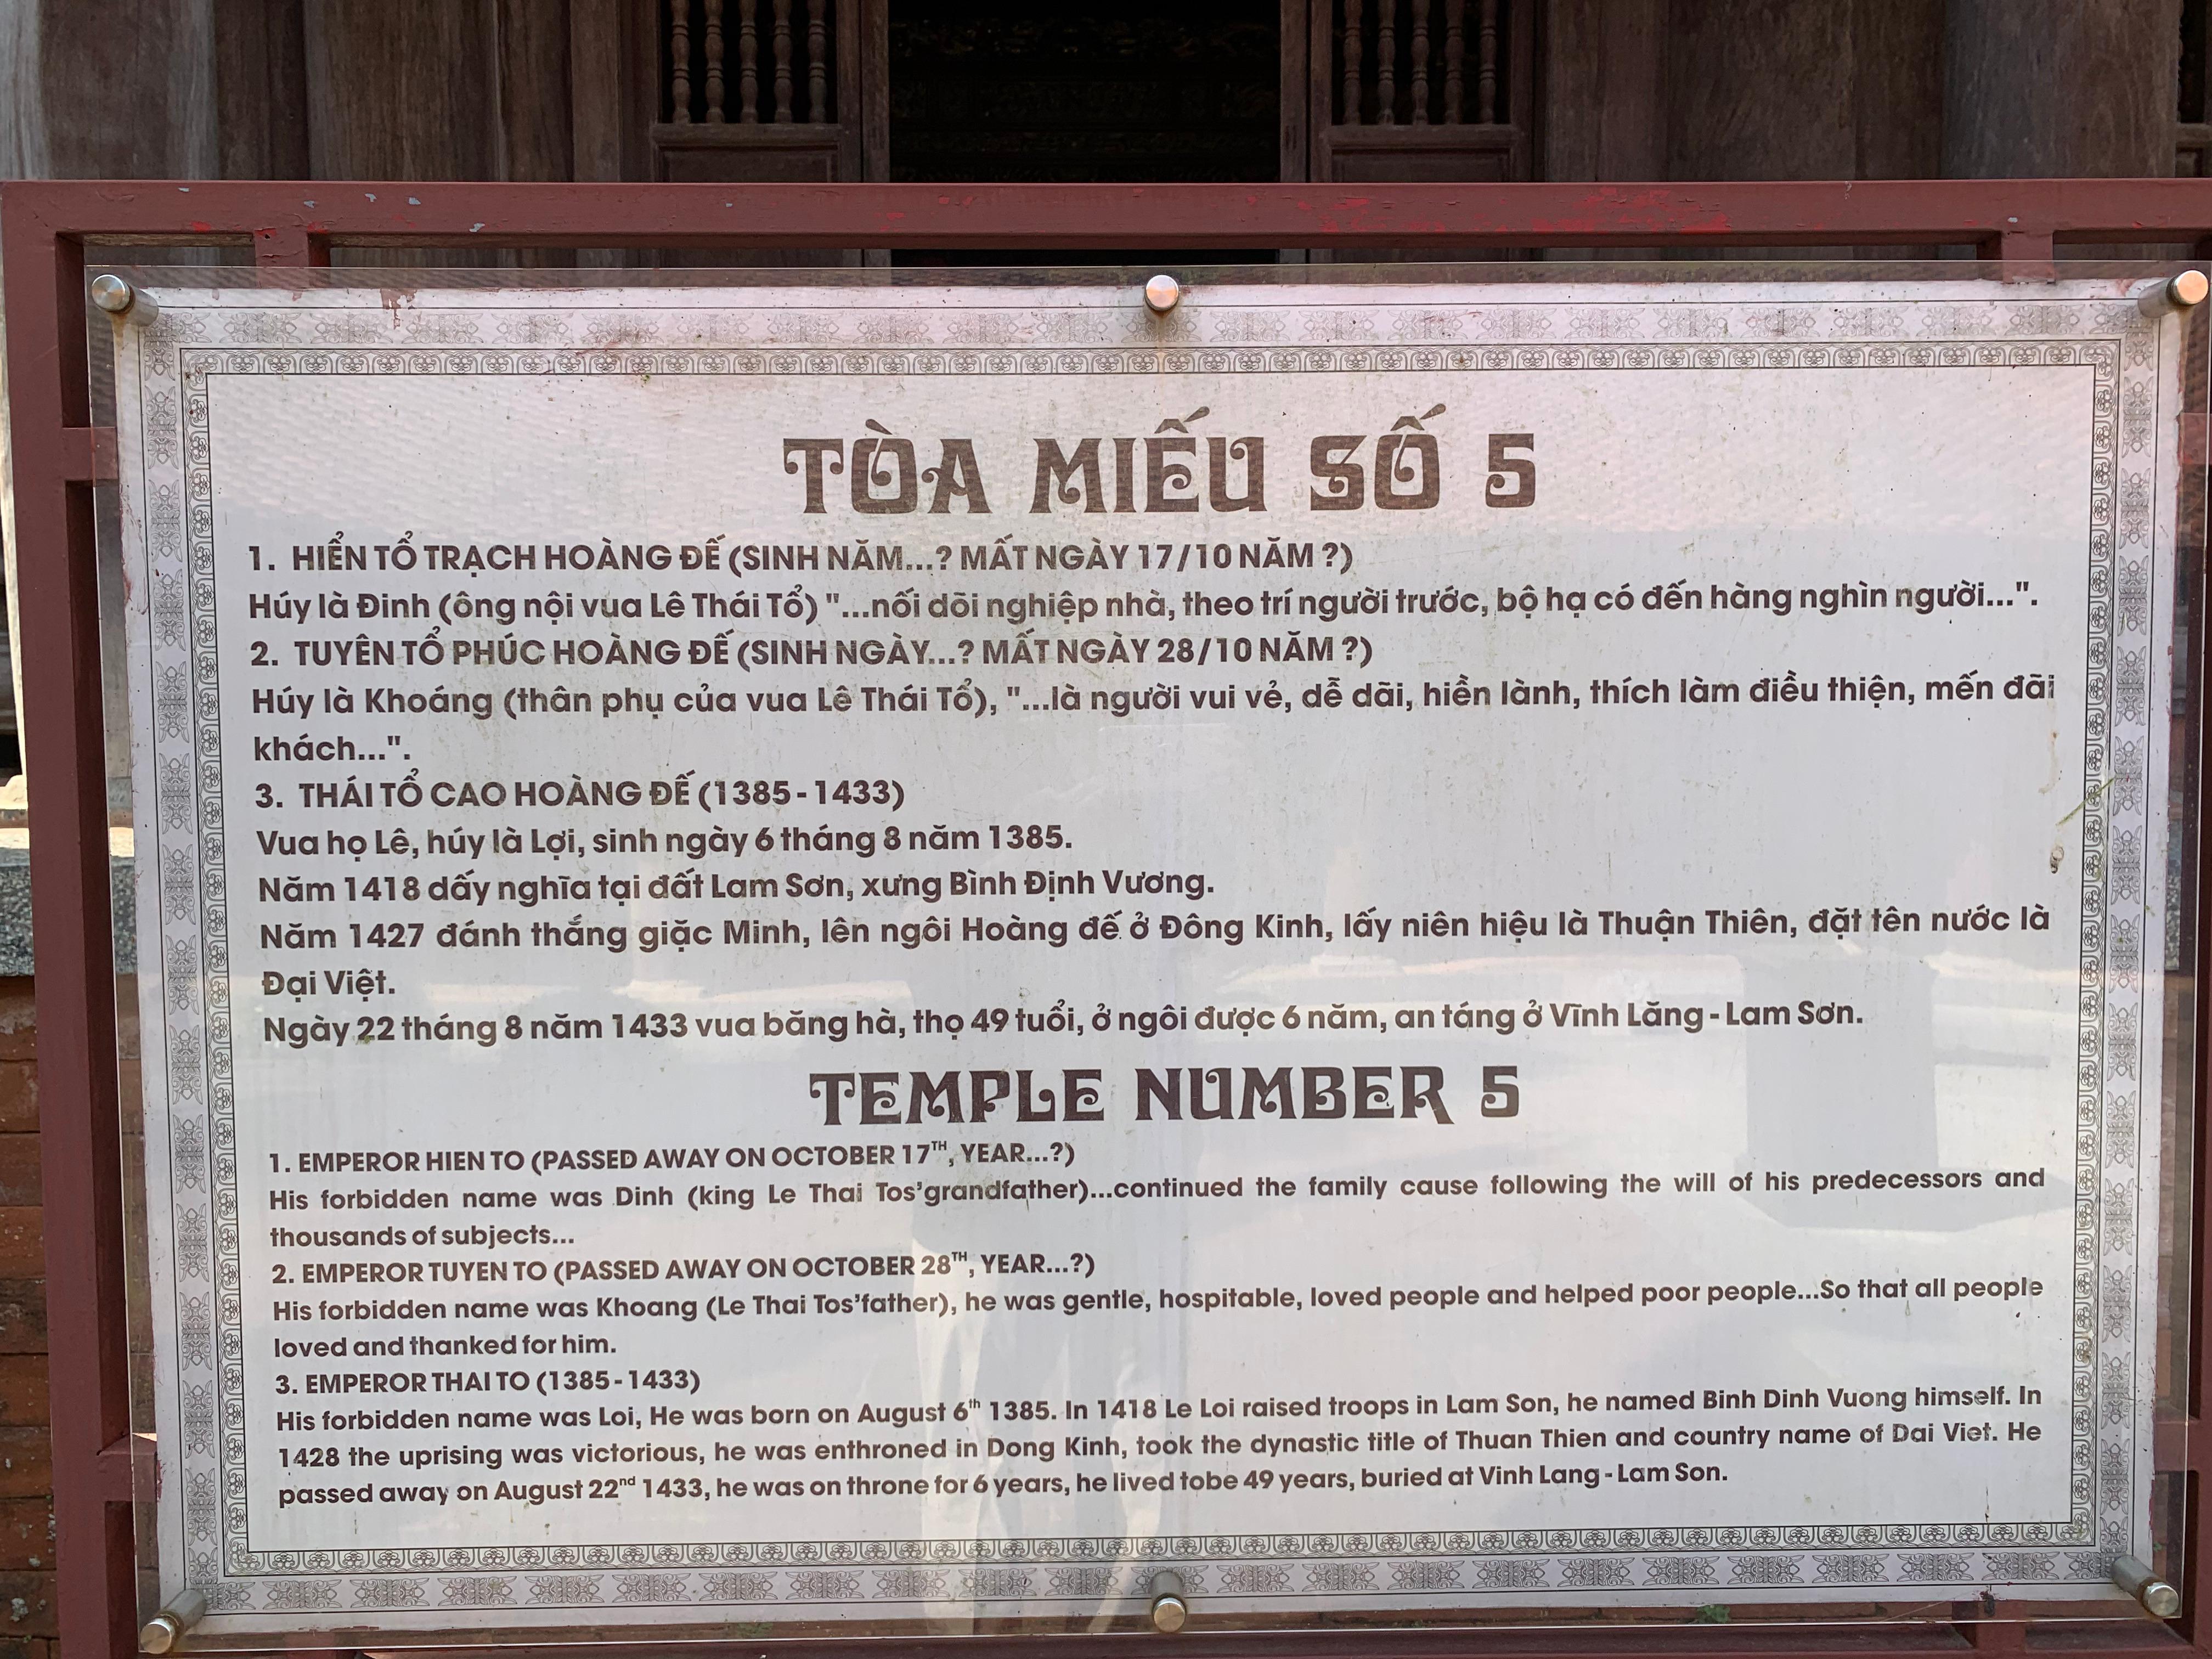 TÒA MIẾU SỐ 5
1. HIỂN TỔ TRẠCH HOÀNG ĐẾ (SINH NĂM...? MẤT NGÀY 17/10 NĂM ?)
Húy là Đinh (ông nội vua Lê Thái Tổ) "...nối dõi nghiệp nhà, theo trí người trước, bộ hạ có đến hàng nghìn người...".
2. TUYÊN TỔ PHÚC HOÀNG ĐẾ (SINH NGÀY...? MẤT NGÀY 28/10 NĂM ?)
Húy là Khoáng (thân phụ của vua Lê Thái Tổ), "...là người vui vẻ, dễ dãi, hiền lành, thích làm điều thiện, mến đãi
khách...".
3. THÁI TỔ CAO HOÀNG ĐẾ (1385 - 1433)
Vua họ Lê, húy là Lợi, sinh ngày 6 tháng 8 năm 1385.
Năm 1418 dấy nghĩa tại đất Lam Sơn, xưng Bình Định Vương.
Năm 1427 đánh thắng giặc Minh, lên ngôi Hoàng đế ở Đông Kinh, lấy niên hiệu là Thuận Thiên, đặt tên nước là
Đại Việt.
Ngày 22 tháng 8 năm 1433 vua băng hà, thọ 49 tuổi, ở ngôi được 6 năm, an táng ở Vĩnh Lăng - Lam Sơn.
TEMPLE NUMBER 5
1. EMPEROR HIEN TO (PASSED AWAY ON OCTOBER 17TH, YEAR...?)
His forbidden name was Dinh (king Le Thai Tos'grandfather)...continued the family cause following the will of his predecessors and
thousands of subjects...
2. EMPEROR TUYEN TO (PASSED AWAY ON OCTOBER 28TH, YEAR...?)
His forbidden name was Khoang (Le Thai Tos'father), he was gentle, hospitable, loved people and helped poor people...So that all people
loved and thanked for him.
3. EMPEROR THAI TO (1385 - 1433)
His forbidden name was Loi, He was born on August 6th 1385. In 1418 Le Loi raised troops in Lam Son, he named Binh Dinh Vuong himself. In
1428 the uprising was victorious, he was enthroned in Dong Kinh, took the dynastic title of Thuan Thien and country name of Dai Viet. He
passed away on August 22nd 1433, he was on throne for 6 years, he lived tobe 49 years, buried at Vinh Lang - Lam Son.